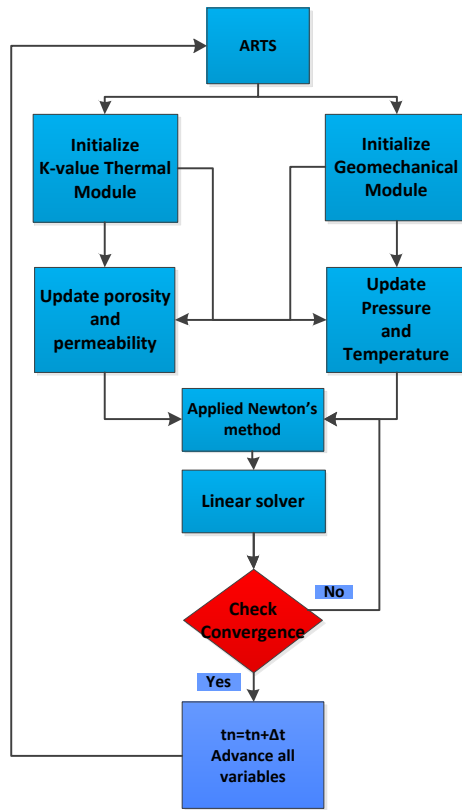 ARTS
Initialize
K-value Thermal
Module
Initialize
Geomechanical
Module
Update porosity
and
permeability
Update
Pressure
and
Temperature
Applied Newton’s
method
Linear solver
No
Check
Convergence
Yes
tn=tn+Δt
Advance all
variables